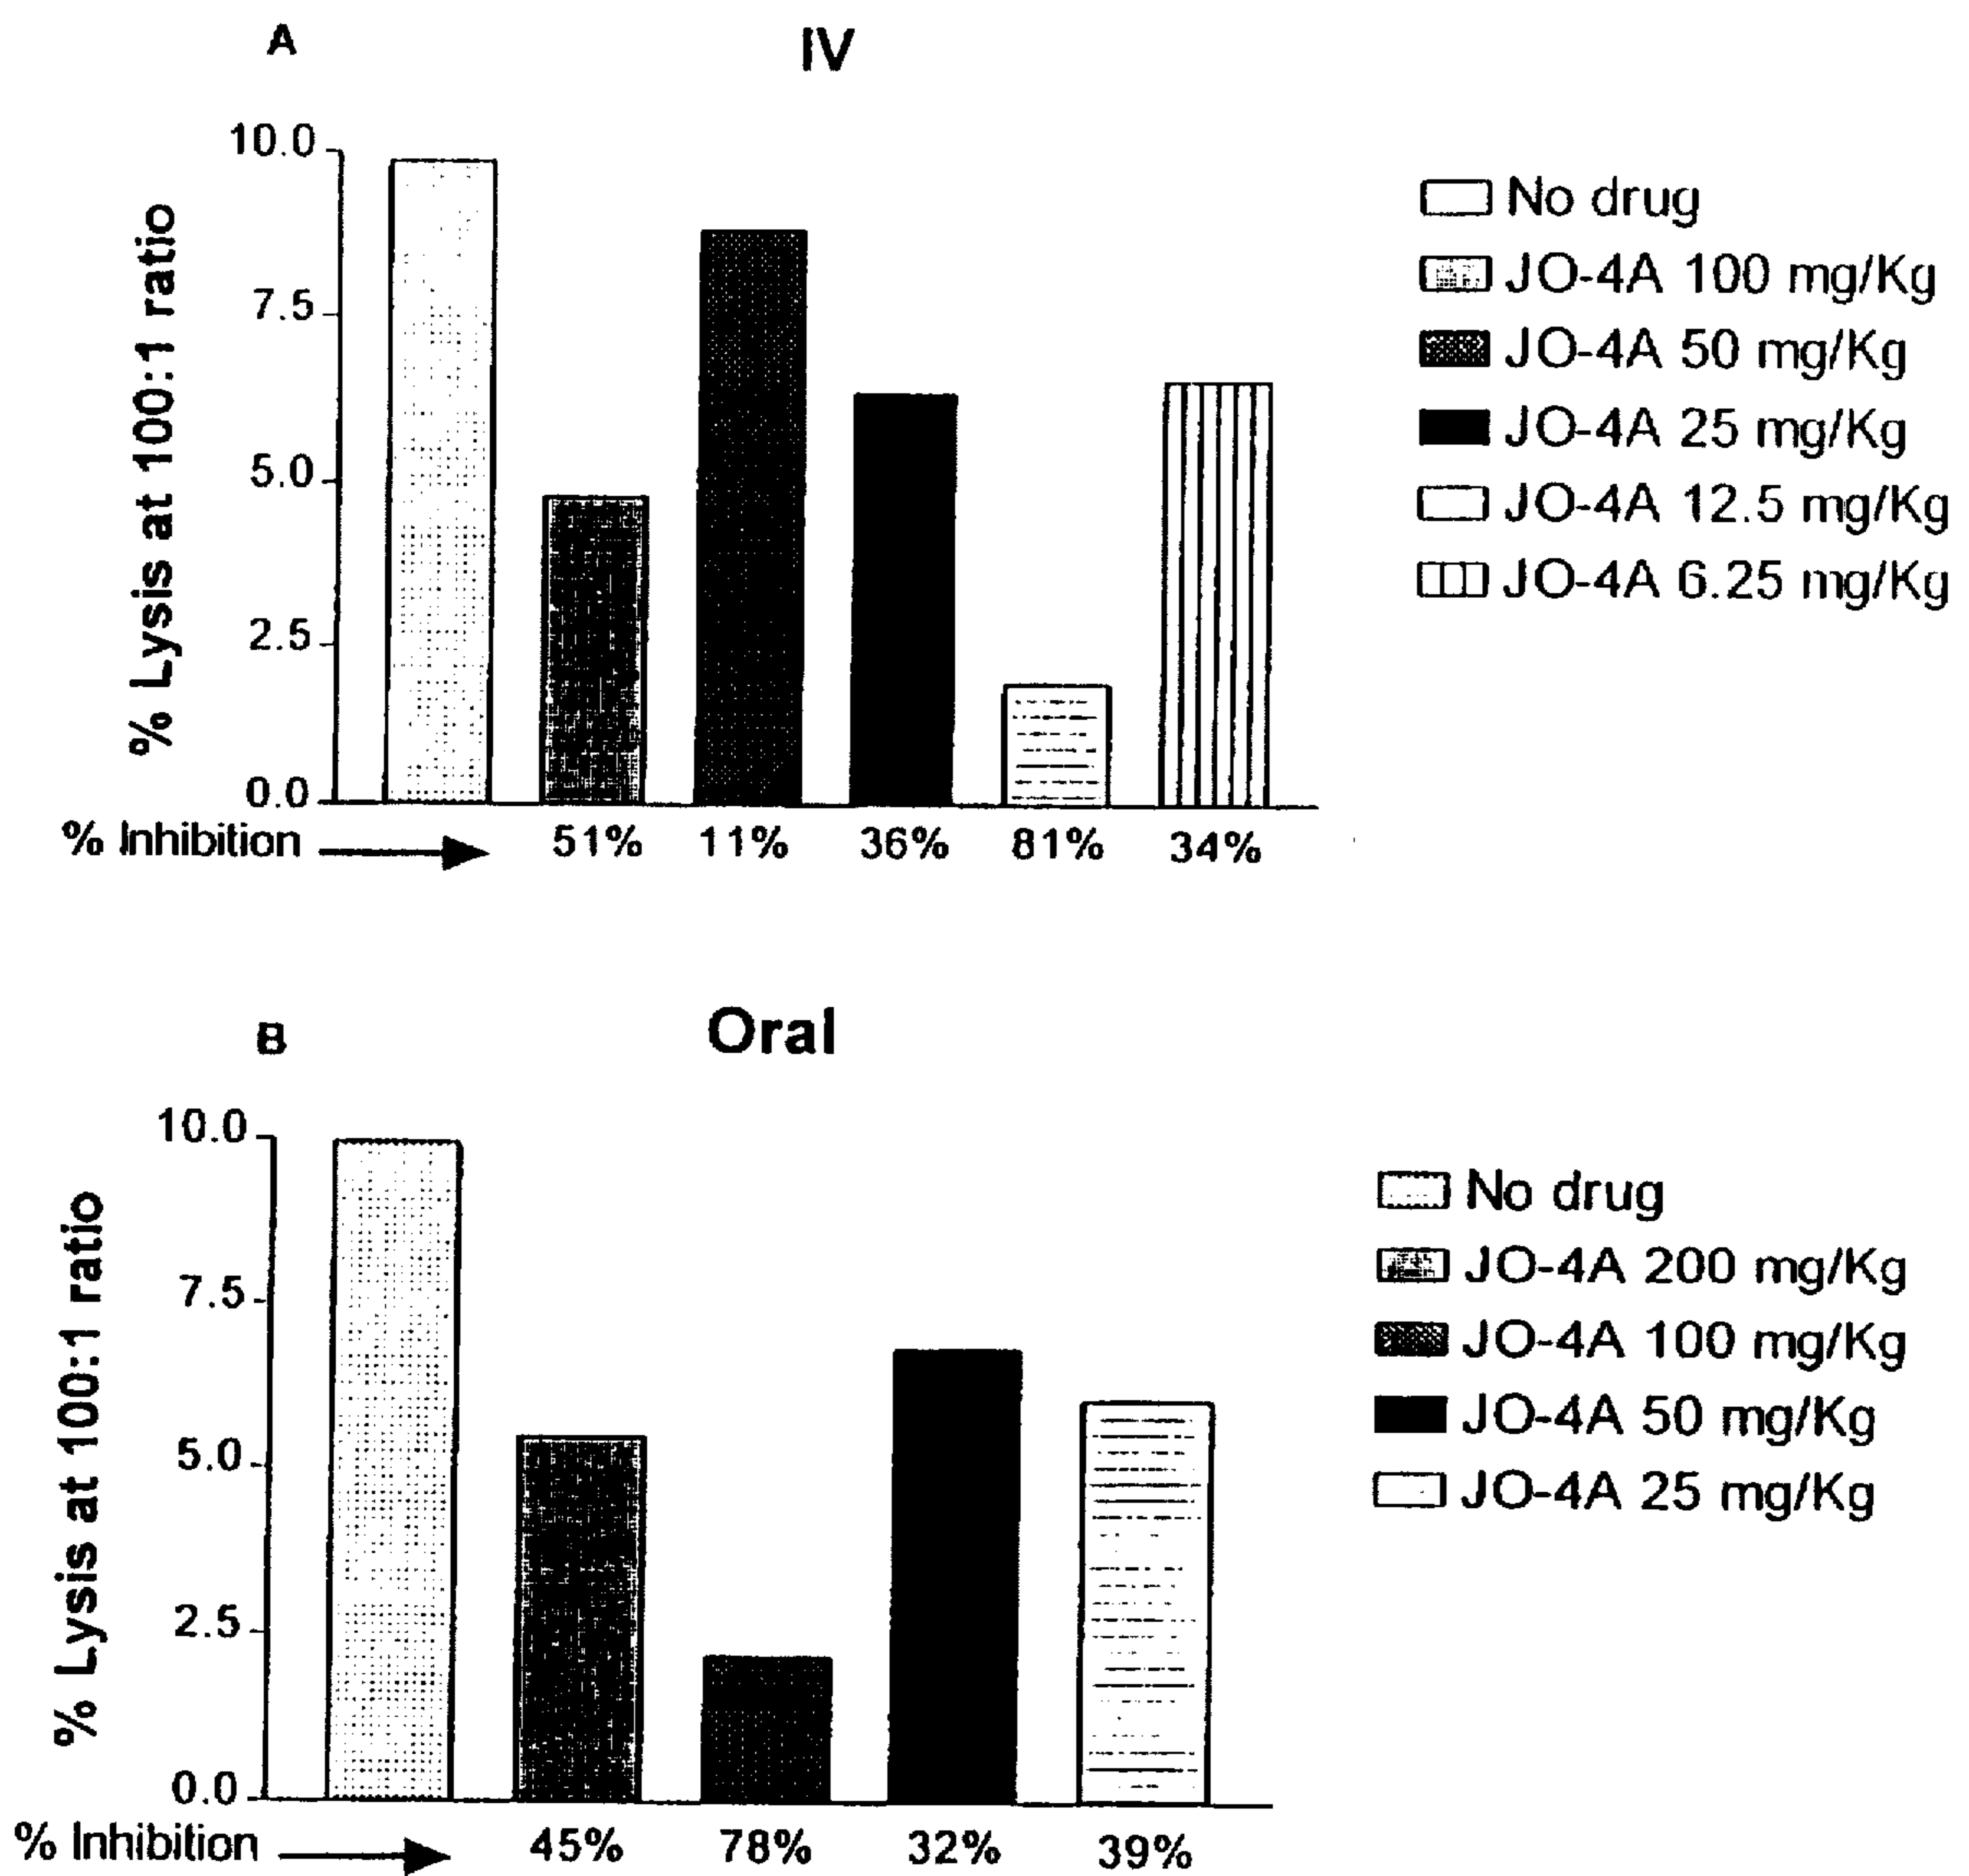 A
IV
% Lysis at 100:1 ratio
10.0
7.5
5.0
2.5
0.0
% Inhibition
51% 11% 36% 81% 34%
No drug
JO-4A 100 mg/Kg
JO-4A 50 mg/Kg
JO-4A 25 mg/Kg
JO-4A 12.5 mg/Kg
JO-4A 6.25 mg/Kg
B
Oral
% Lysis at 100:1 ratio
10.0
7.5
5.0
2.5
0.0
% Inhibition
45% 78% 32% 39%
No drug
JO-4A 200 mg/Kg
JO-4A 100 mg/Kg
JO-4A 50 mg/Kg
JO-4A 25 mg/Kg